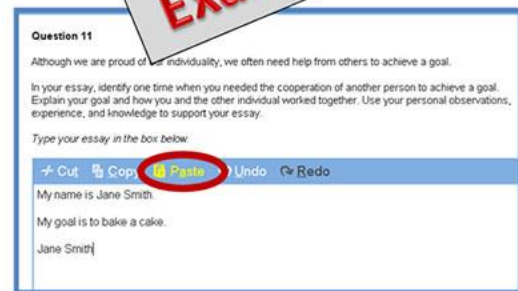 Question 11
Although we are proud of our individuality, we often need help from others to achieve a goal.
In your essay, identify one time when you needed the cooperation of another person to achieve a goal.
Explain your goal and how you and the other individual worked together. Use your personal observations,
experience, and knowledge to support your essay.
Type your essay in the box below.
Cut Copy Paste Undo Redo
My name is Jane Smith.
My goal is to bake a cake.
Jane Smith